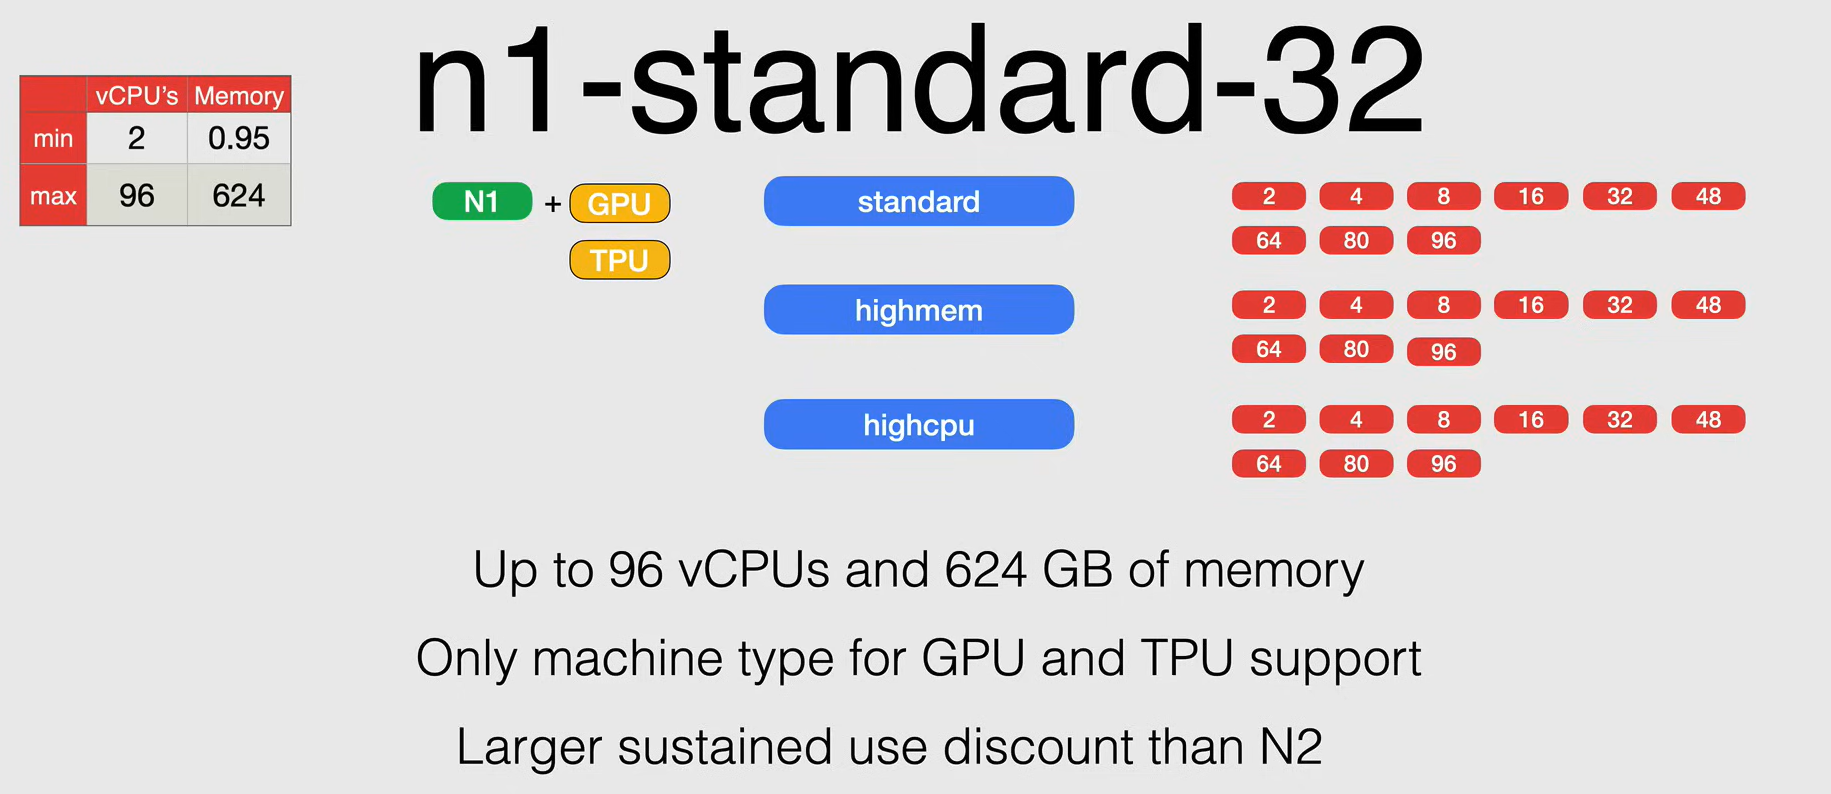 n1-standard-32
vCPU's Memory
min 2 0.95
max 96 624
N1 + GPU
TPU
standard
2 4 8 16 32 48
64 80 96
highmem
2 4 8 16 32 48
64 80 96
highcpu
2 4 8 16 32 48
64 80 96
Up to 96 vCPUs and 624 GB of memory
Only machine type for GPU and TPU support
Larger sustained use discount than N2